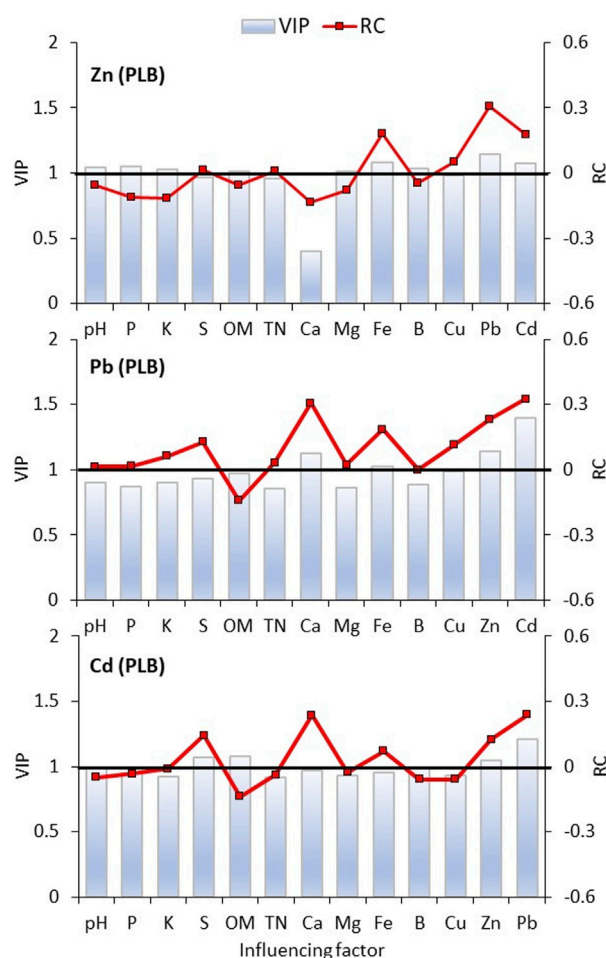 VIP RC
Zn (PLB)
2 0.6
1.5 0.3
VIP 1 0 RC
0.5 -0.3
0 -0.6
pH P K S OM TN Ca Mg Fe B Cu Pb Cd
Pb (PLB)
2 0.6
1.5 0.3
VIP 1 0 RC
0.5 -0.3
0 -0.6
pH P K S OM TN Ca Mg Fe B Cu Zn Cd
Cd (PLB)
2 0.6
1.5 0.3
VIP 1 0 RC
0.5 -0.3
0 -0.6
pH P K S OM TN Ca Mg Fe B Cu Zn Pb
Influencing factor